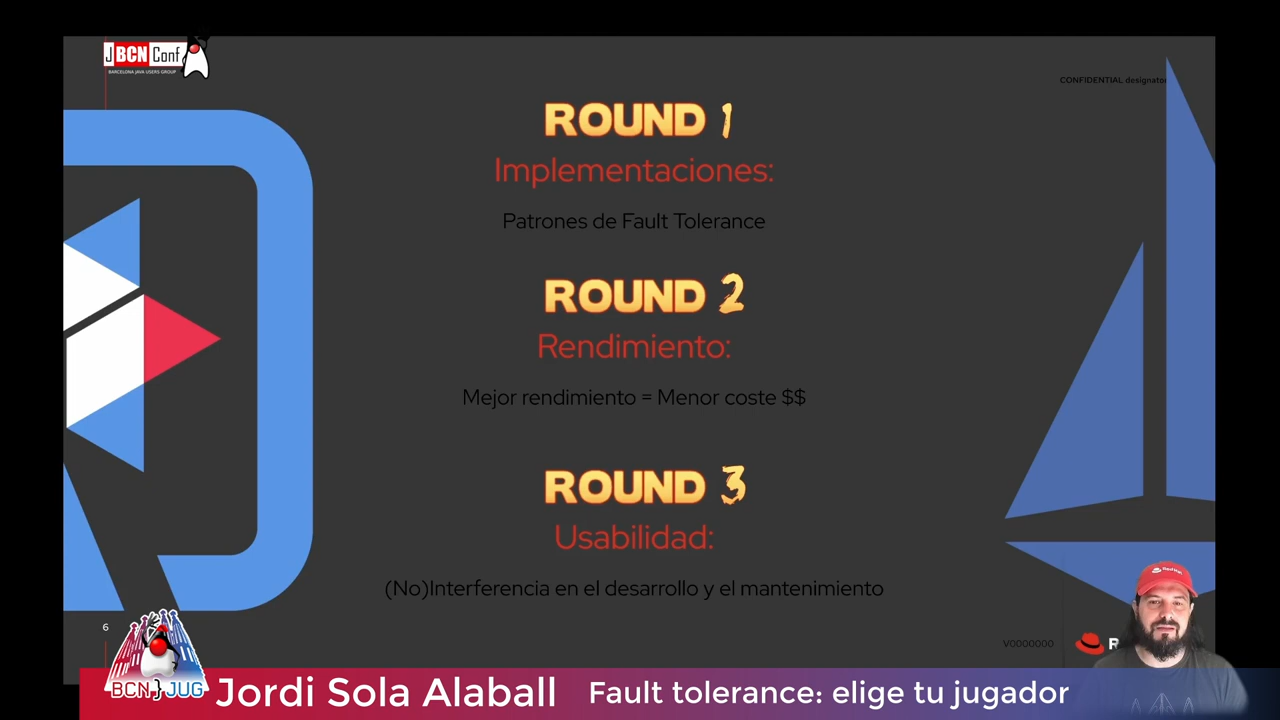 JBCNConf
BARCELONA JAVA USERS GROUP
CONFIDENTIAL designator
ROUND 1
Implementaciones:
Patrones de Fault Tolerance
ROUND 2
Rendimiento:
Mejor rendimiento = Menor coste $$
ROUND 3
Usabilidad:
(No)Interferencia en el desarrollo y el mantenimiento
6
V0000000
Red Hat
BCN JUG
Jordi Sola Alaball
Fault tolerance: elige tu jugador